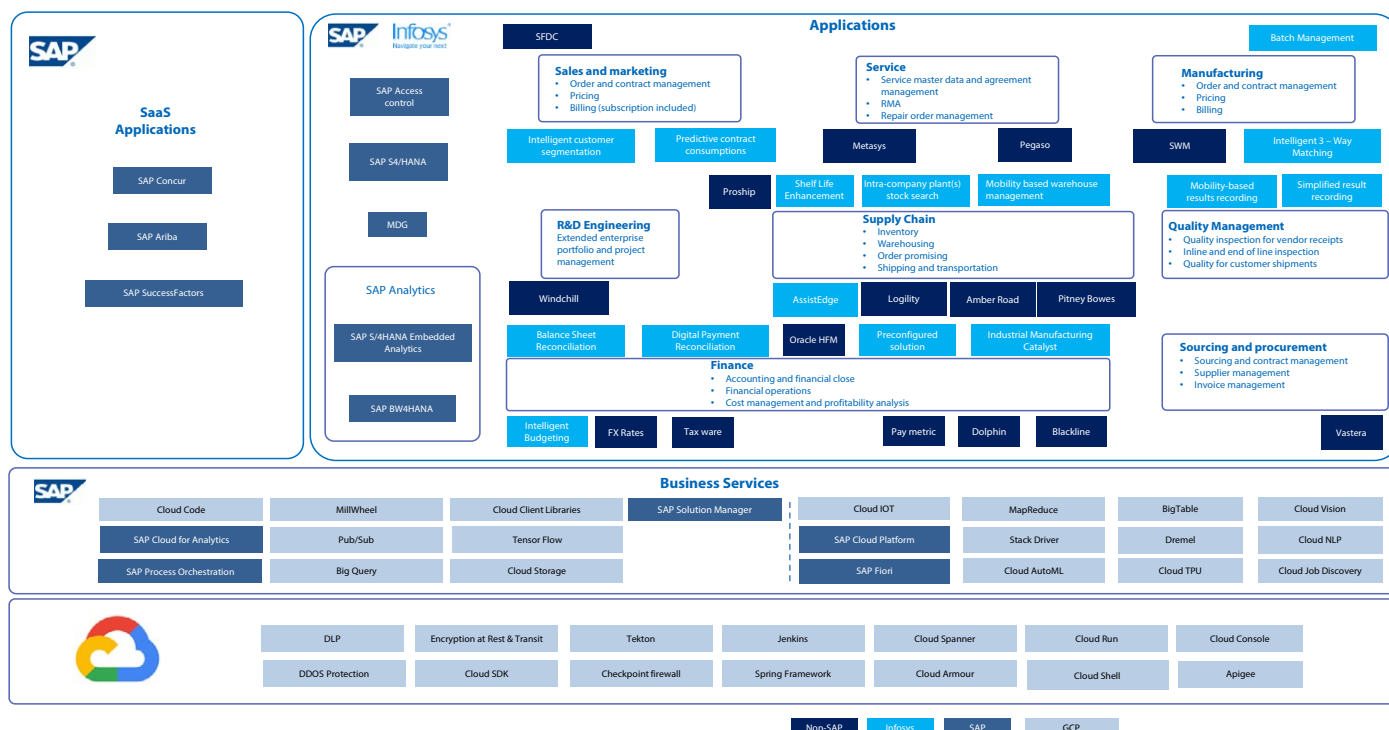 SAP
SaaS
Applications
SAP Concur
SAP Ariba
SAP SuccessFactors
SAP
Infosys®
Navigate your next
Applications
SFDC
Batch Management
SAP Access
control
SAP S4/HANA
MDG
SAP Analytics
SAP S/4HANA Embedded
Analytics
SAP BW4HANA
Sales and marketing
• Order and contract management
• Pricing
• Billing (subscription included)
Service
• Service master data and agreement
management
• RMA
• Repair order management
Manufacturing
• Order and contract management
• Pricing
• Billing
Intelligent customer
segmentation
Predictive contract
consumptions
Metasys
Pegaso
SWM
Intelligent 3 – Way
Matching
Proship
Shelf Life
Enhancement
Intra-company plant(s)
stock search
Mobility based warehouse
management
Mobility-based
results recording
Simplified result
recording
R&D Engineering
Extended enterprise
portfolio and project
management
Supply Chain
• Inventory
• Warehousing
• Order promising
• Shipping and transportation
Quality Management
• Quality inspection for vendor receipts
• Inline and end of line inspection
• Quality for customer shipments
Windchill
AssistEdge
Logility
Amber Road
Pitney Bowes
Balance Sheet
Reconciliation
Digital Payment
Reconciliation
Oracle HFM
Preconfigured
solution
Industrial Manufacturing
Catalyst
Finance
• Accounting and financial close
• Financial operations
• Cost management and profitability analysis
Sourcing and procurement
• Sourcing and contract management
• Supplier management
• Invoice management
Intelligent
Budgeting
FX Rates
Tax ware
Pay metric
Dolphin
Blackline
Vastera
SAP
Business Services
Cloud Code
MillWheel
Cloud Client Libraries
SAP Solution Manager
Cloud IOT
MapReduce
BigTable
Cloud Vision
SAP Cloud for Analytics
Pub/Sub
Tensor Flow
SAP Cloud Platform
Stack Driver
Dremel
Cloud NLP
SAP Process Orchestration
Big Query
Cloud Storage
SAP Fiori
Cloud AutoML
Cloud TPU
Cloud Job Discovery
DLP
Encryption at Rest & Transit
Tekton
Jenkins
Cloud Spanner
Cloud Run
Cloud Console
DDOS Protection
Cloud SDK
Checkpoint firewall
Spring Framework
Cloud Armour
Cloud Shell
Apigee
Non-SAP
Infosys
SAP
GCP